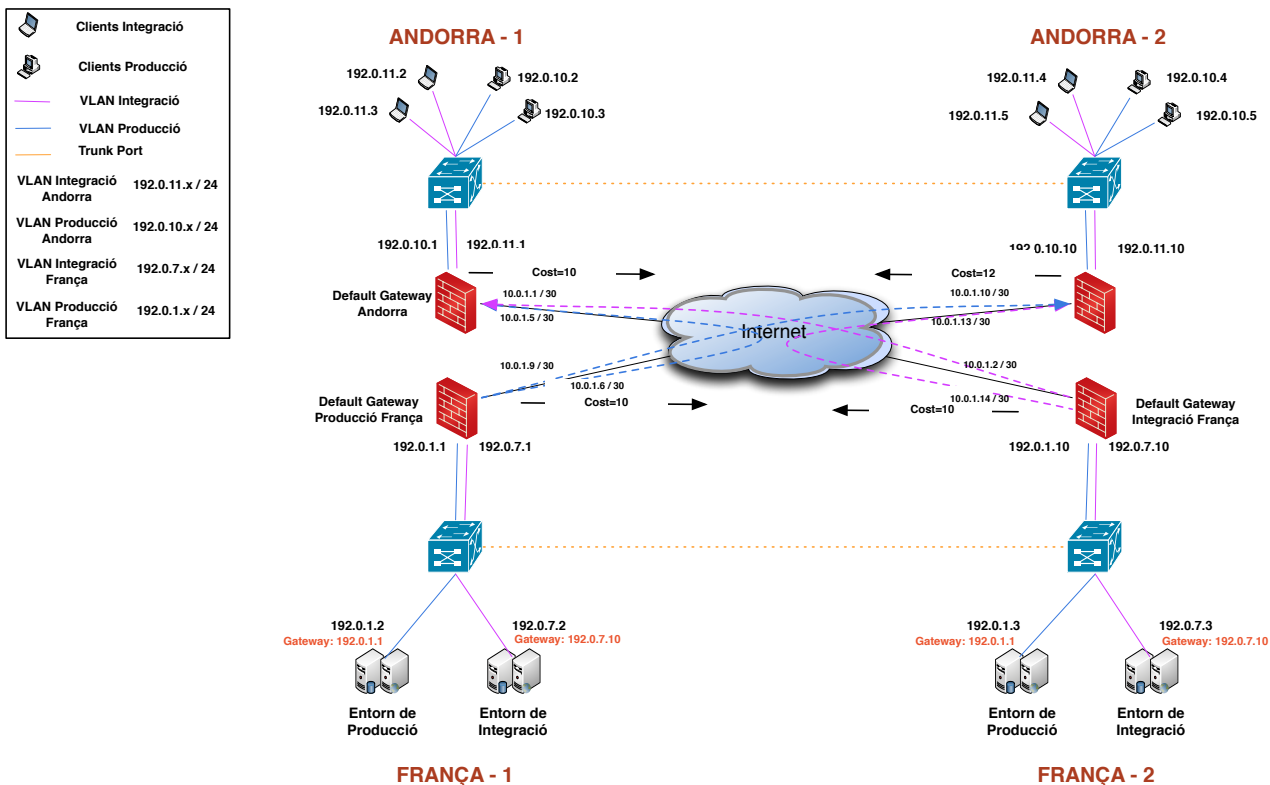 Clients Integració
Clients Producció
VLAN Integració
VLAN Producció
Trunk Port
VLAN Integració
Andorra
192.0.11.x / 24
VLAN Producció
Andorra
192.0.10.x / 24
VLAN Integració
França
192.0.7.x / 24
VLAN Producció
França
192.0.1.x / 24
ANDORRA - 1
192.0.11.2
192.0.10.2
192.0.11.3
192.0.10.3
ANDORRA - 2
192.0.11.4
192.0.10.4
192.0.11.5
192.0.10.5
192.0.10.1
192.0.11.1
192.0.10.10
192.0.11.10
Cost=10
Cost=12
Default Gateway
Andorra
10.0.1.1 / 30
10.0.1.5 / 30
10.0.1.10 / 30
10.0.1.13 / 30
Internet
10.0.1.9 / 30
10.0.1.6 / 30
10.0.1.2 / 30
10.0.1.14 / 30
Cost=10
Cost=10
Default Gateway
Producció França
Default Gateway
Integració França
192.0.1.1
192.0.7.1
192.0.1.10
192.0.7.10
192.0.1.2
Gateway: 192.0.1.1
192.0.7.2
Gateway: 192.0.7.10
192.0.1.3
Gateway: 192.0.1.1
192.0.7.3
Gateway: 192.0.7.10
Entorn de
Producció
Entorn de
Integració
Entorn de
Producció
Entorn de
Integració
FRANÇA - 1
FRANÇA - 2